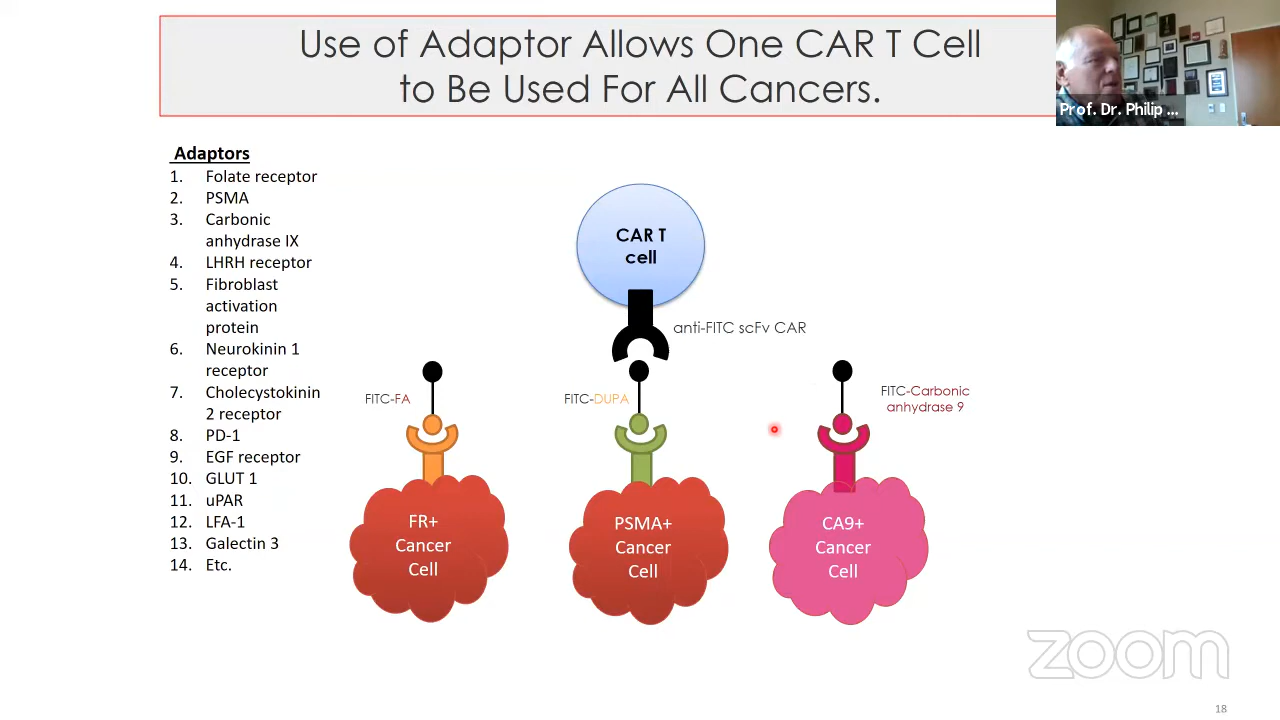 Use of Adaptor Allows One CAR T Cell
to Be Used For All Cancers.
Prof. Dr. Philip ...
Adaptors
1. Folate receptor
2. PSMA
3. Carbonic
anhydrase IX
4. LHRH receptor
5. Fibroblast
activation
protein
6. Neurokinin 1
receptor
7. Cholecystokinin
2 receptor
8. PD-1
9. EGF receptor
10. GLUT 1
11. uPAR
12. LFA-1
13. Galectin 3
14. Etc.
CAR T
cell
anti-FITC scFv CAR
FITC-FA
FITC-DUPA
FITC-Carbonic
anhydrase 9
FR+
Cancer
Cell
PSMA+
Cancer
Cell
CA9+
Cancer
Cell
zoom
18